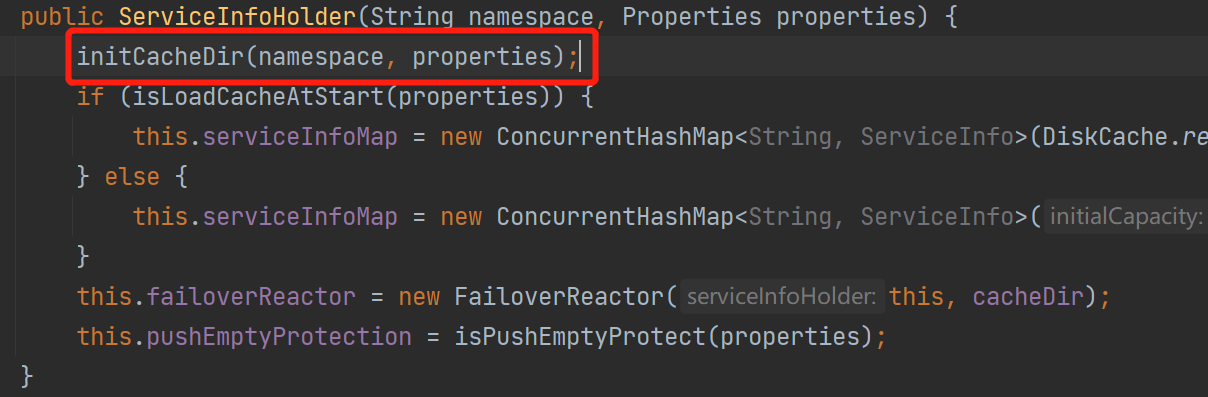 public ServiceInfoHolder(String namespace, Properties properties) {
initCacheDir(namespace, properties);
if (isLoadCacheAtStart(properties)) {
this.serviceInfoMap = new ConcurrentHashMap<String, ServiceInfo>(DiskCache.re
} else {
this.serviceInfoMap = new ConcurrentHashMap<String, ServiceInfo>( initialCapacity:
}
this.failoverReactor = new FailoverReactor( serviceInfoHolder: this, cacheDir);
this.pushEmptyProtection = isPushEmptyProtect(properties);
}